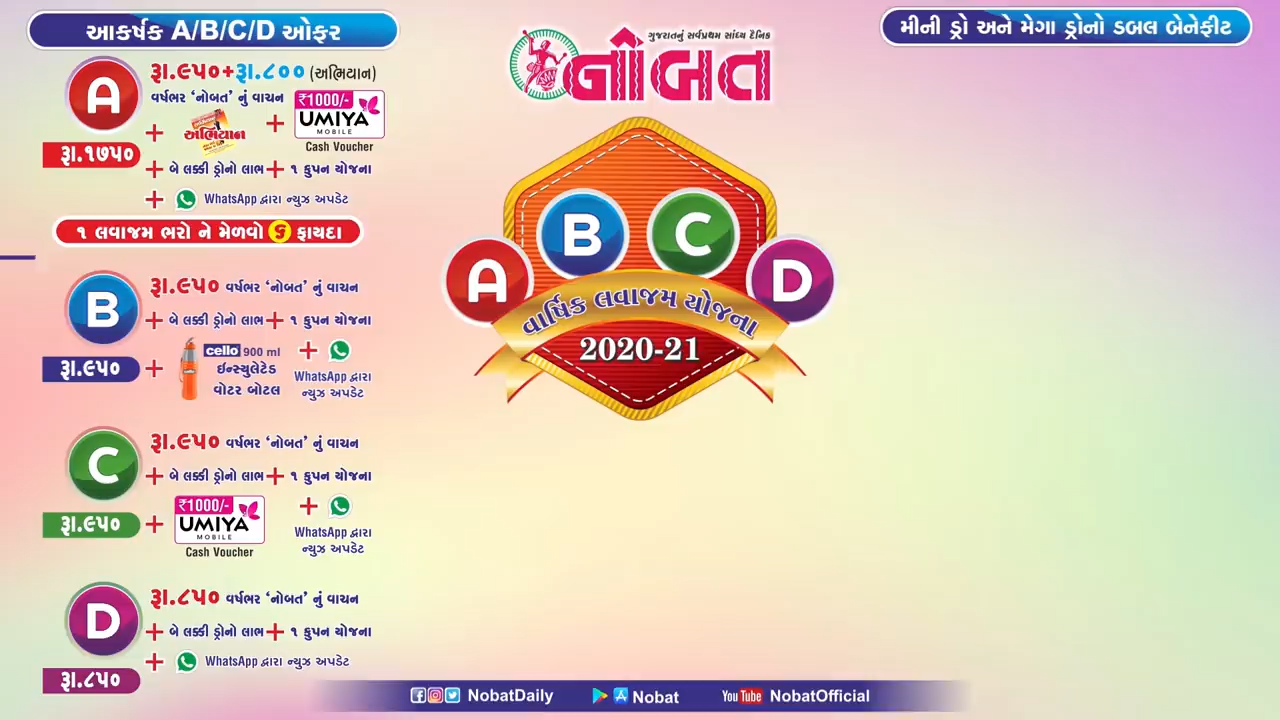 આકર્ષક A/B/C/D ઓફર
A
રૂા.૯૫૦+રૂા.૮૦૦ (અભિયાન)
વર્ષભર ‘નોબત’ નું વાચન
+ અભિયાન + ₹1000/- UMIYA MOBILE
Cash Voucher
રૂા.૧૭૫૦
+ બે લક્કી ડ્રોનો લાભ + ૧ કુપન યોજના
+ WhatsApp દ્વારા ન્યુઝ અપડેટ
૧ લવાજમ ભરો ને મેળવો ૬ ફાયદા
B
રૂા.૯૫૦ વર્ષભર ‘નોબત’ નું વાચન
+ બે લક્કી ડ્રોનો લાભ + ૧ કુપન યોજના
રૂા.૯૫૦
+ cello 900 ml
ઈન્સ્યુલેટેડ
વોટર બોટલ
+ WhatsApp દ્વારા
ન્યુઝ અપડેટ
C
રૂા.૯૫૦ વર્ષભર ‘નોબત’ નું વાચન
+ બે લક્કી ડ્રોનો લાભ + ૧ કુપન યોજના
રૂા.૯૫૦
+ ₹1000/- UMIYA MOBILE
Cash Voucher
+ WhatsApp દ્વારા
ન્યુઝ અપડેટ
D
રૂા.૮૫૦ વર્ષભર ‘નોબત’ નું વાચન
+ બે લક્કી ડ્રોનો લાભ + ૧ કુપન યોજના
+ WhatsApp દ્વારા ન્યુઝ અપડેટ
રૂા.૮૫૦
ગુજરાતનું સર્વપ્રથમ સાંધ્ય દૈનિક
નોબત
A B C D
વાર્ષિક લવાજમ યોજના
2020-21
મીની ડ્રો અને મેગા ડ્રોનો ડબલ બેનેફીટ
NobatDaily Nobat YouTube NobatOfficial